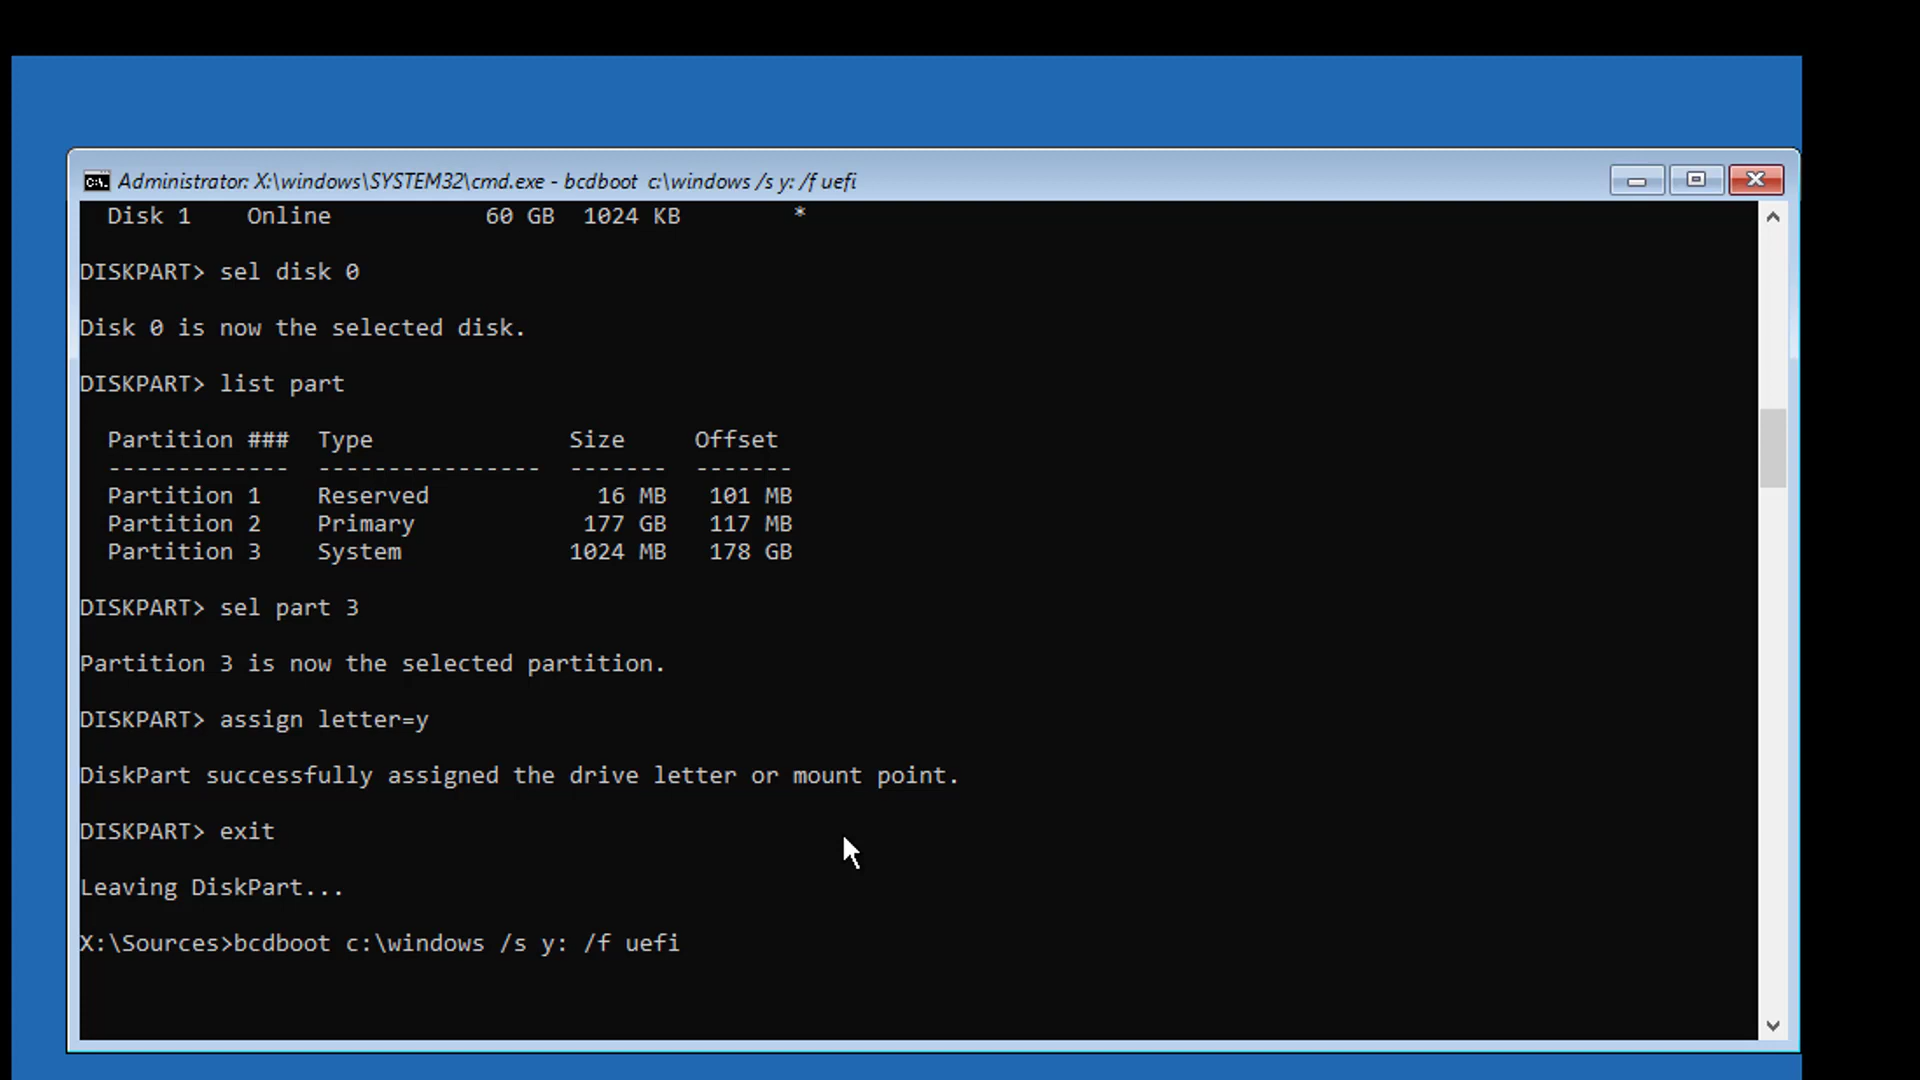 Administrator: X:\windows\SYSTEM32\cmd.exe - bcdboot  c:\windows /s y: /f uefi
  Disk 1    Online           60 GB  1024 KB        *
DISKPART> sel disk 0
Disk 0 is now the selected disk.
DISKPART> list part
  Partition ###  Type                Size     Offset
  -------------  ----------------  -------  -------
  Partition 1    Reserved            16 MB   101 MB
  Partition 2    Primary            177 GB   117 MB
  Partition 3    System            1024 MB   178 GB
DISKPART> sel part 3
Partition 3 is now the selected partition.
DISKPART> assign letter=y
DiskPart successfully assigned the drive letter or mount point.
DISKPART> exit
Leaving DiskPart...
X:\Sources>bcdboot c:\windows /s y: /f uefi